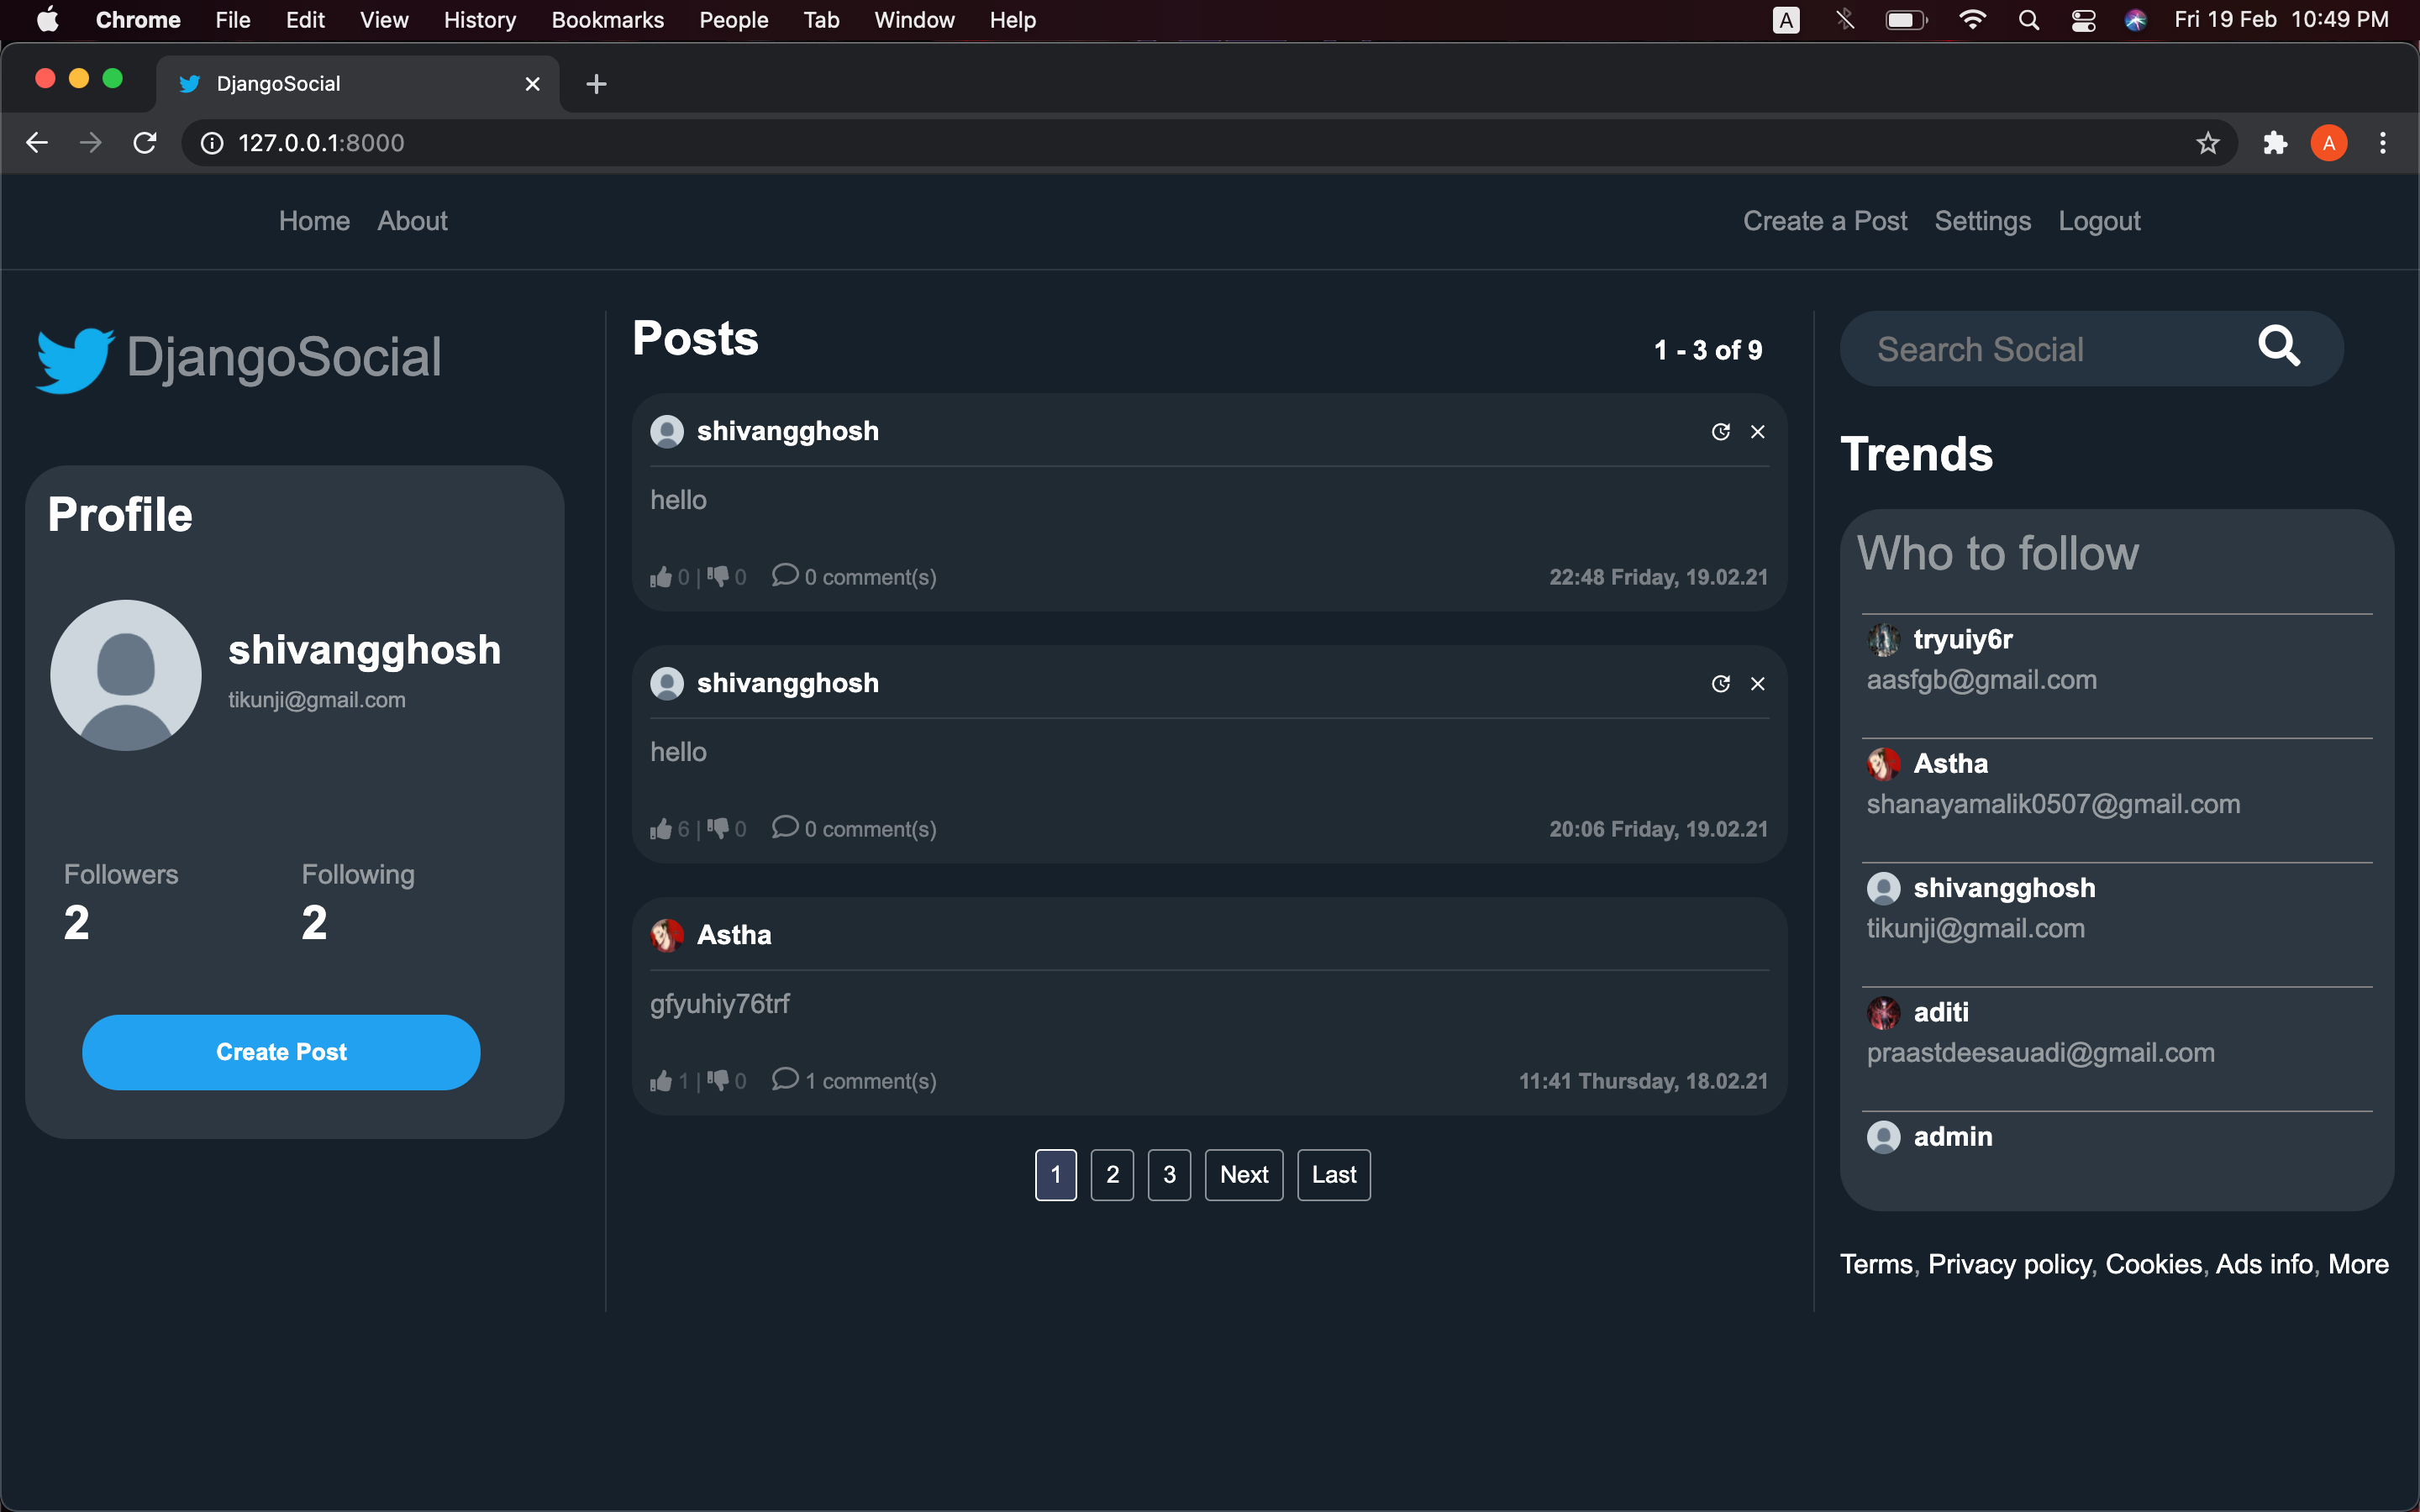 Chrome File Edit View History Bookmarks People Tab Window Help A Fri 19 Feb 10:49 PM
DjangoSocial
127.0.0.1:8000 A
Home About Create a Post Settings Logout
DjangoSocial
Profile
shivangghosh
tikunji@gmail.com
Followers Following
2 2
Create Post
Posts
1 - 3 of 9
shivangghosh
hello
0 | 0 0 comment(s) 22:48 Friday, 19.02.21
shivangghosh
hello
6 | 0 0 comment(s) 20:06 Friday, 19.02.21
Astha
gfyuhiy76trf
1 | 0 1 comment(s) 11:41 Thursday, 18.02.21
1 2 3 Next Last
Search Social
Trends
Who to follow
tryuiy6r
aasfgb@gmail.com
Astha
shanayamalik0507@gmail.com
shivangghosh
tikunji@gmail.com
aditi
praastdeesauadi@gmail.com
admin
Terms, Privacy policy, Cookies, Ads info, More